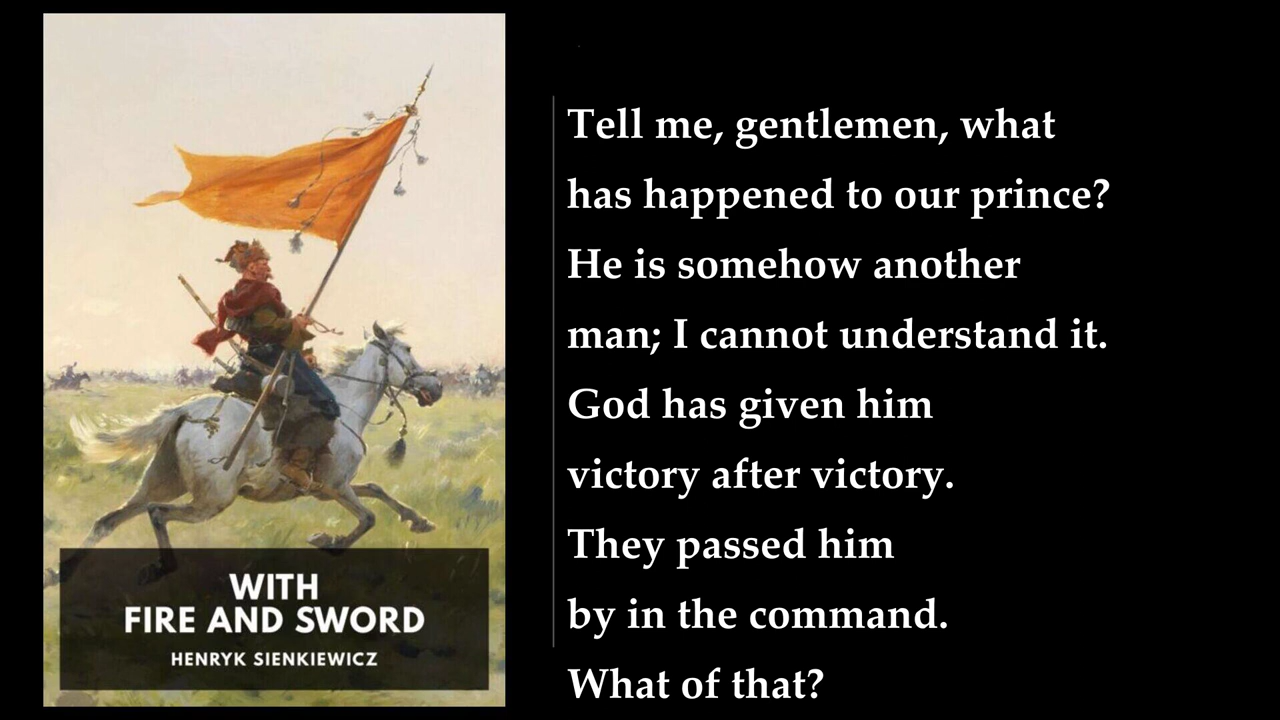 WITH
FIRE AND SWORD
HENRYK SIENKIEWICZ
Tell me, gentlemen, what
has happened to our prince?
He is somehow another
man; I cannot understand it.
God has given him
victory after victory.
They passed him
by in the command.
What of that?